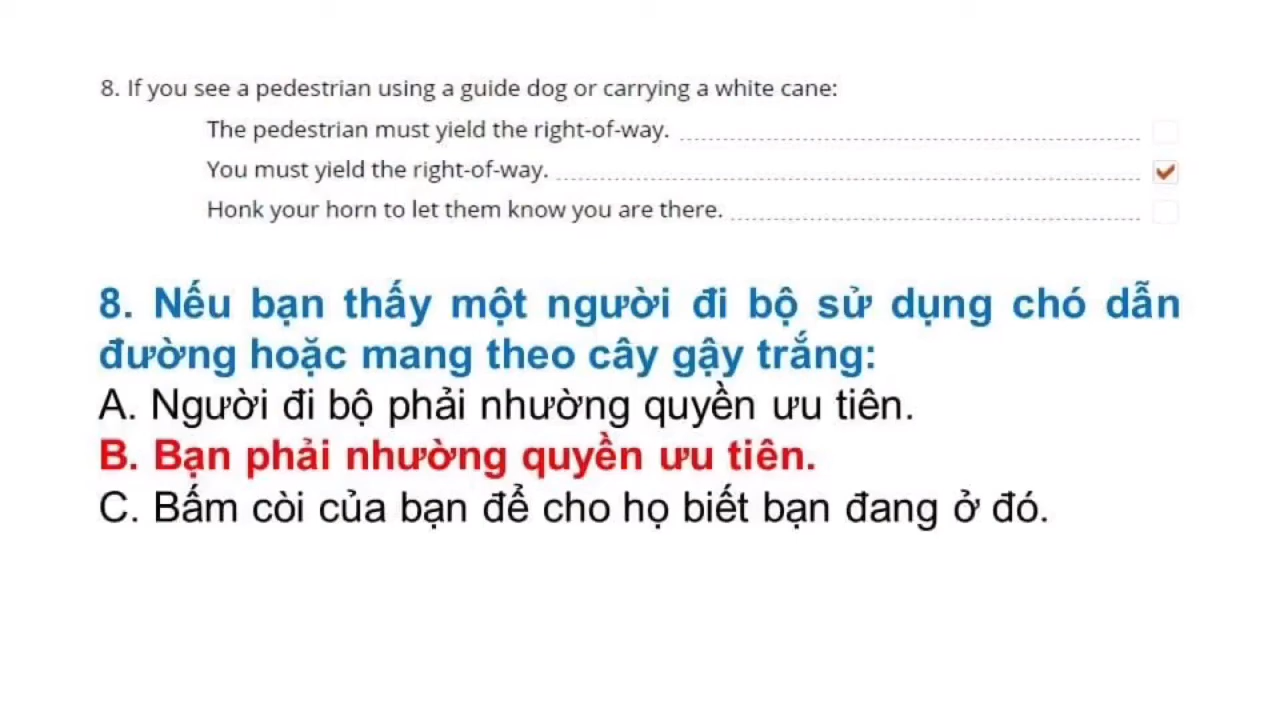 8. If you see a pedestrian using a guide dog or carrying a white cane:
The pedestrian must yield the right-of-way.
You must yield the right-of-way.
Honk your horn to let them know you are there.
8. Nếu bạn thấy một người đi bộ sử dụng chó dẫn
đường hoặc mang theo cây gậy trắng:
A. Người đi bộ phải nhường quyền ưu tiên.
B. Bạn phải nhường quyền ưu tiên.
C. Bấm còi của bạn để cho họ biết bạn đang ở đó.